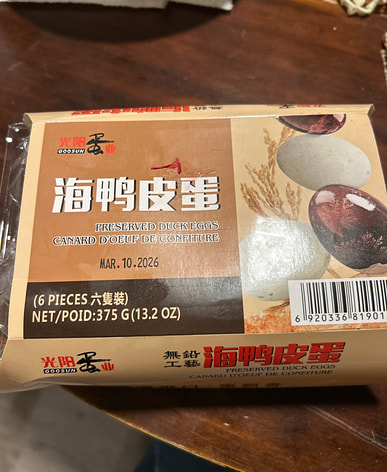 光阳蛋业
GOOSUN
海鸭皮蛋
PRESERVED DUCK EGGS
CANARD D'OEUF DE CONFITURE
MAR.10.2026
(6 PIECES 六隻裝)
NET/POID:375 G(13.2 OZ)
6 920336 81901
光阳蛋业
GOOSUN
無鉛
工藝
海鸭皮蛋
PRESERVED DUCK EGGS
CANARD D'OEUF DE CONFITURE